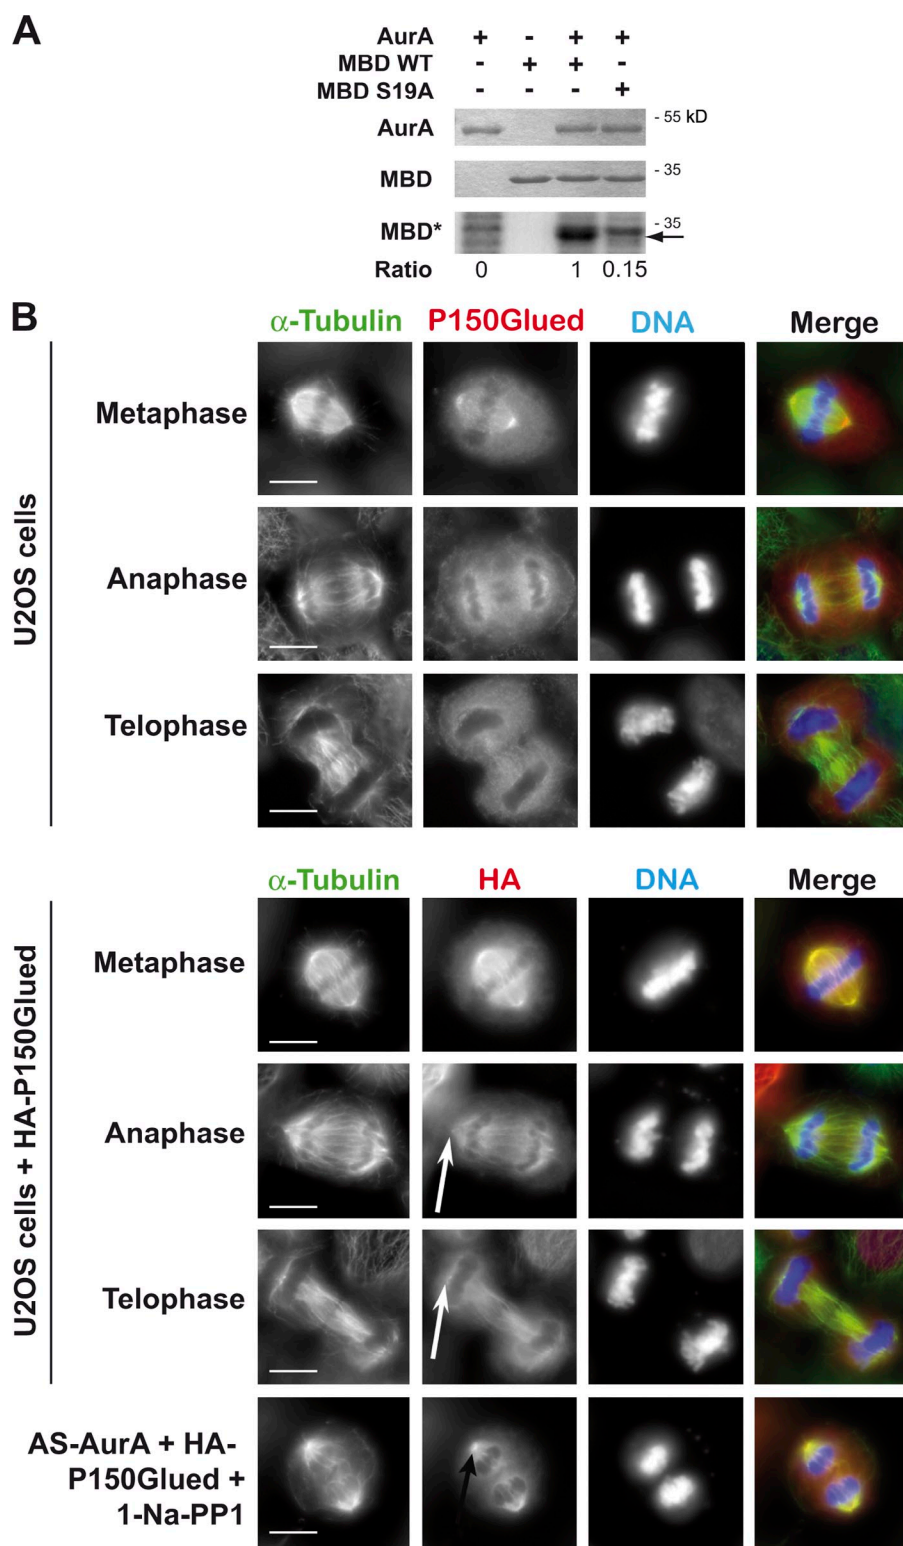 A
AurA + - + +
MBD WT - + + -
MBD S19A - - - +
AurA - 55 kD
MBD - 35
MBD* - 35
Ratio 0 1 0.15
B
α-Tubulin P150Glued DNA Merge
U2OS cells
Metaphase
Anaphase
Telophase
α-Tubulin HA DNA Merge
U2OS cells + HA-P150Glued
Metaphase
Anaphase
Telophase
AS-AurA + HA-
P150Glued +
1-Na-PP1